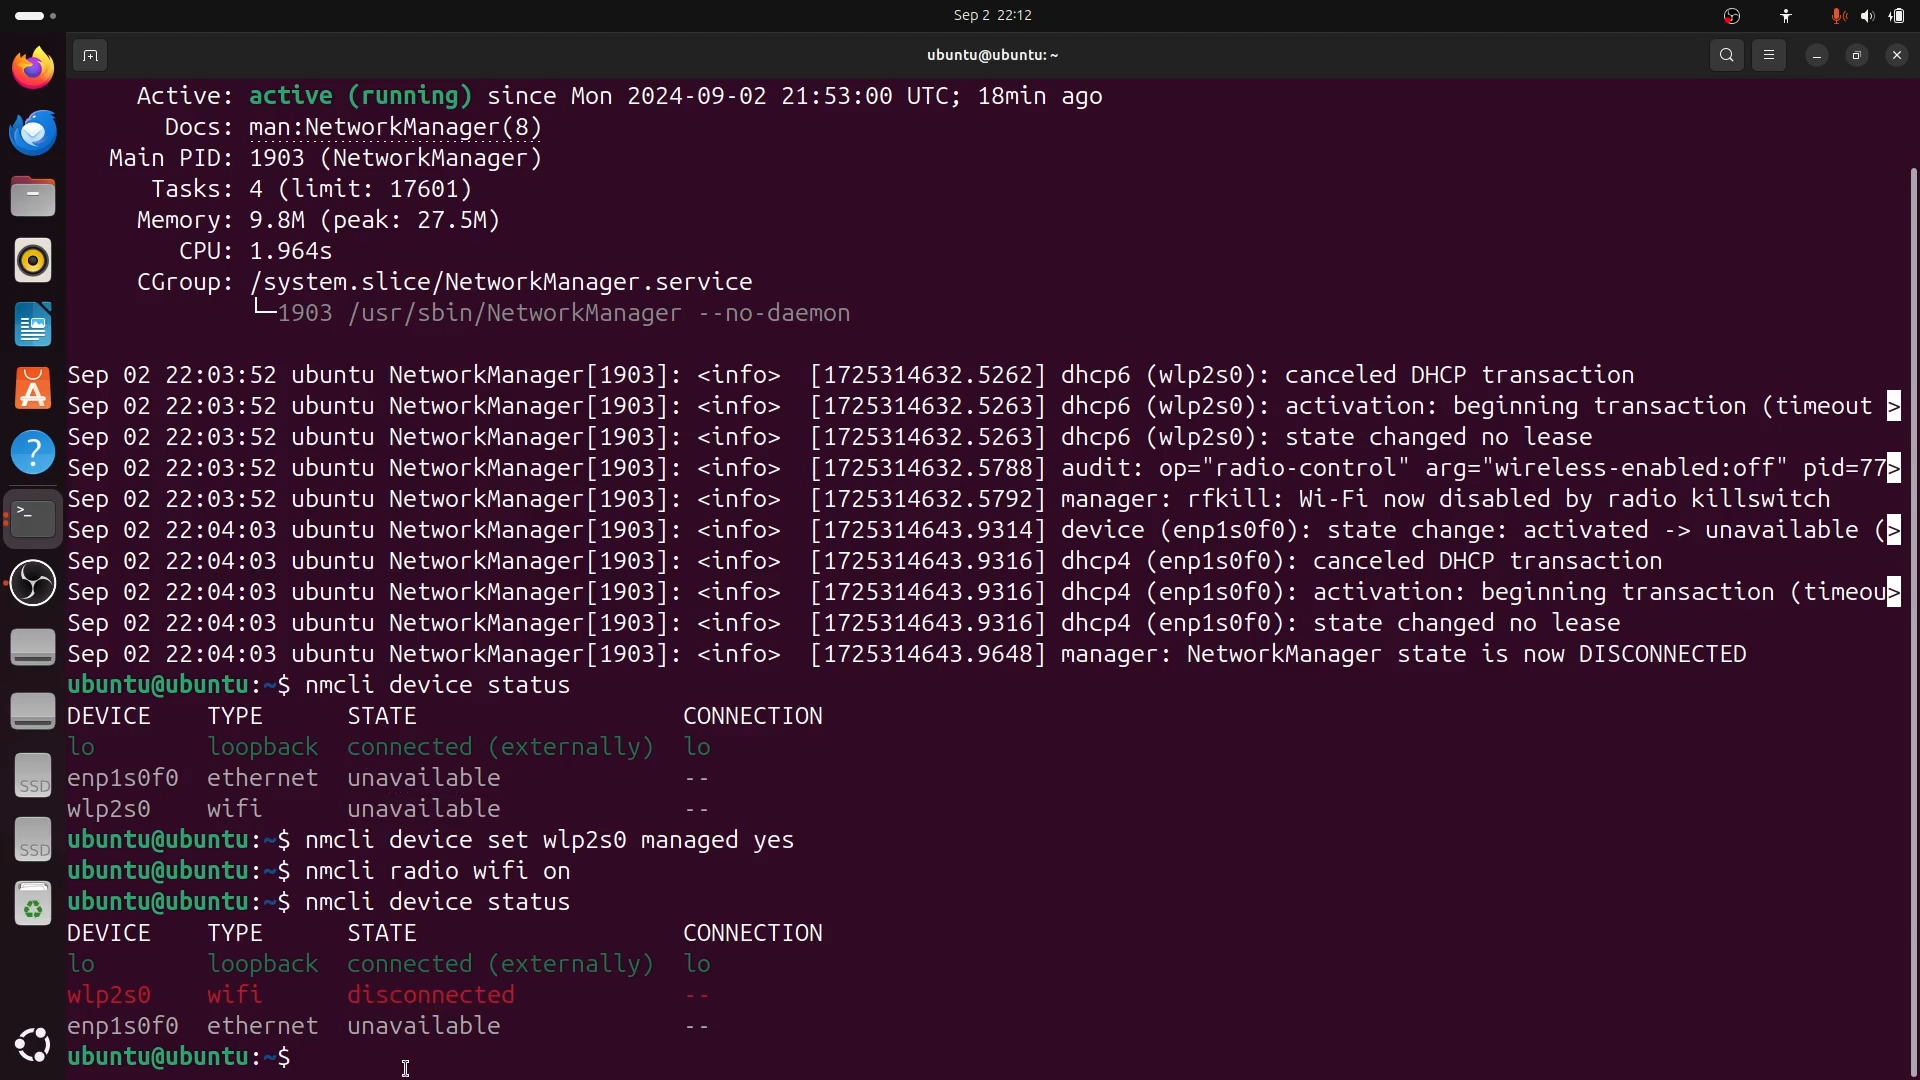 Sep 2 22:12
ubuntu@ubuntu: ~
Active: active (running) since Mon 2024-09-02 21:53:00 UTC; 18min ago
Docs: man:NetworkManager(8)
Main PID: 1903 (NetworkManager)
Tasks: 4 (limit: 17601)
Memory: 9.8M (peak: 27.5M)
CPU: 1.964s
CGroup: /system.slice/NetworkManager.service
└─1903 /usr/sbin/NetworkManager --no-daemon
Sep 02 22:03:52 ubuntu NetworkManager[1903]: <info>  [1725314632.5262] dhcp6 (wlp2s0): canceled DHCP transaction
Sep 02 22:03:52 ubuntu NetworkManager[1903]: <info>  [1725314632.5263] dhcp6 (wlp2s0): activation: beginning transaction (timeout >
Sep 02 22:03:52 ubuntu NetworkManager[1903]: <info>  [1725314632.5263] dhcp6 (wlp2s0): state changed no lease
Sep 02 22:03:52 ubuntu NetworkManager[1903]: <info>  [1725314632.5788] audit: op="radio-control" arg="wireless-enabled:off" pid=77>
Sep 02 22:03:52 ubuntu NetworkManager[1903]: <info>  [1725314632.5792] manager: rfkill: Wi-Fi now disabled by radio killswitch
Sep 02 22:04:03 ubuntu NetworkManager[1903]: <info>  [1725314643.9314] device (enp1s0f0): state change: activated -> unavailable (>
Sep 02 22:04:03 ubuntu NetworkManager[1903]: <info>  [1725314643.9316] dhcp4 (enp1s0f0): canceled DHCP transaction
Sep 02 22:04:03 ubuntu NetworkManager[1903]: <info>  [1725314643.9316] dhcp4 (enp1s0f0): activation: beginning transaction (timeou>
Sep 02 22:04:03 ubuntu NetworkManager[1903]: <info>  [1725314643.9316] dhcp4 (enp1s0f0): state changed no lease
Sep 02 22:04:03 ubuntu NetworkManager[1903]: <info>  [1725314643.9648] manager: NetworkManager state is now DISCONNECTED
ubuntu@ubuntu:~$ nmcli device status
DEVICE    TYPE      STATE                   CONNECTION
lo        loopback  connected (externally)  lo
enp1s0f0  ethernet  unavailable             --
wlp2s0    wifi      unavailable             --
ubuntu@ubuntu:~$ nmcli device set wlp2s0 managed yes
ubuntu@ubuntu:~$ nmcli radio wifi on
ubuntu@ubuntu:~$ nmcli device status
DEVICE    TYPE      STATE                   CONNECTION
lo        loopback  connected (externally)  lo
wlp2s0    wifi      disconnected            --
enp1s0f0  ethernet  unavailable             --
ubuntu@ubuntu:~$
SSD
SSD